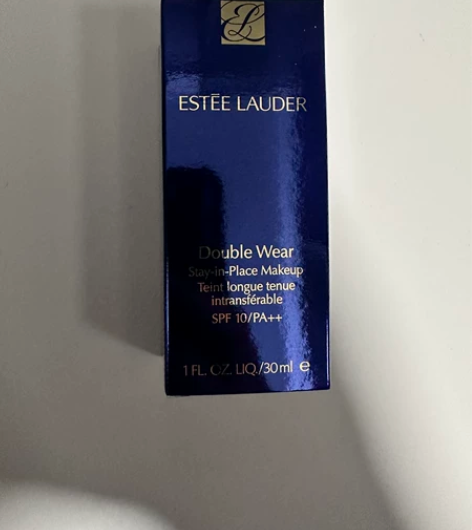 EL
ESTĒE LAUDER
Double Wear
Stay-in-Place Makeup
Teint longue tenue
intransférable
SPF 10/PA++
1 FL. OZ. LIQ./30 ml e